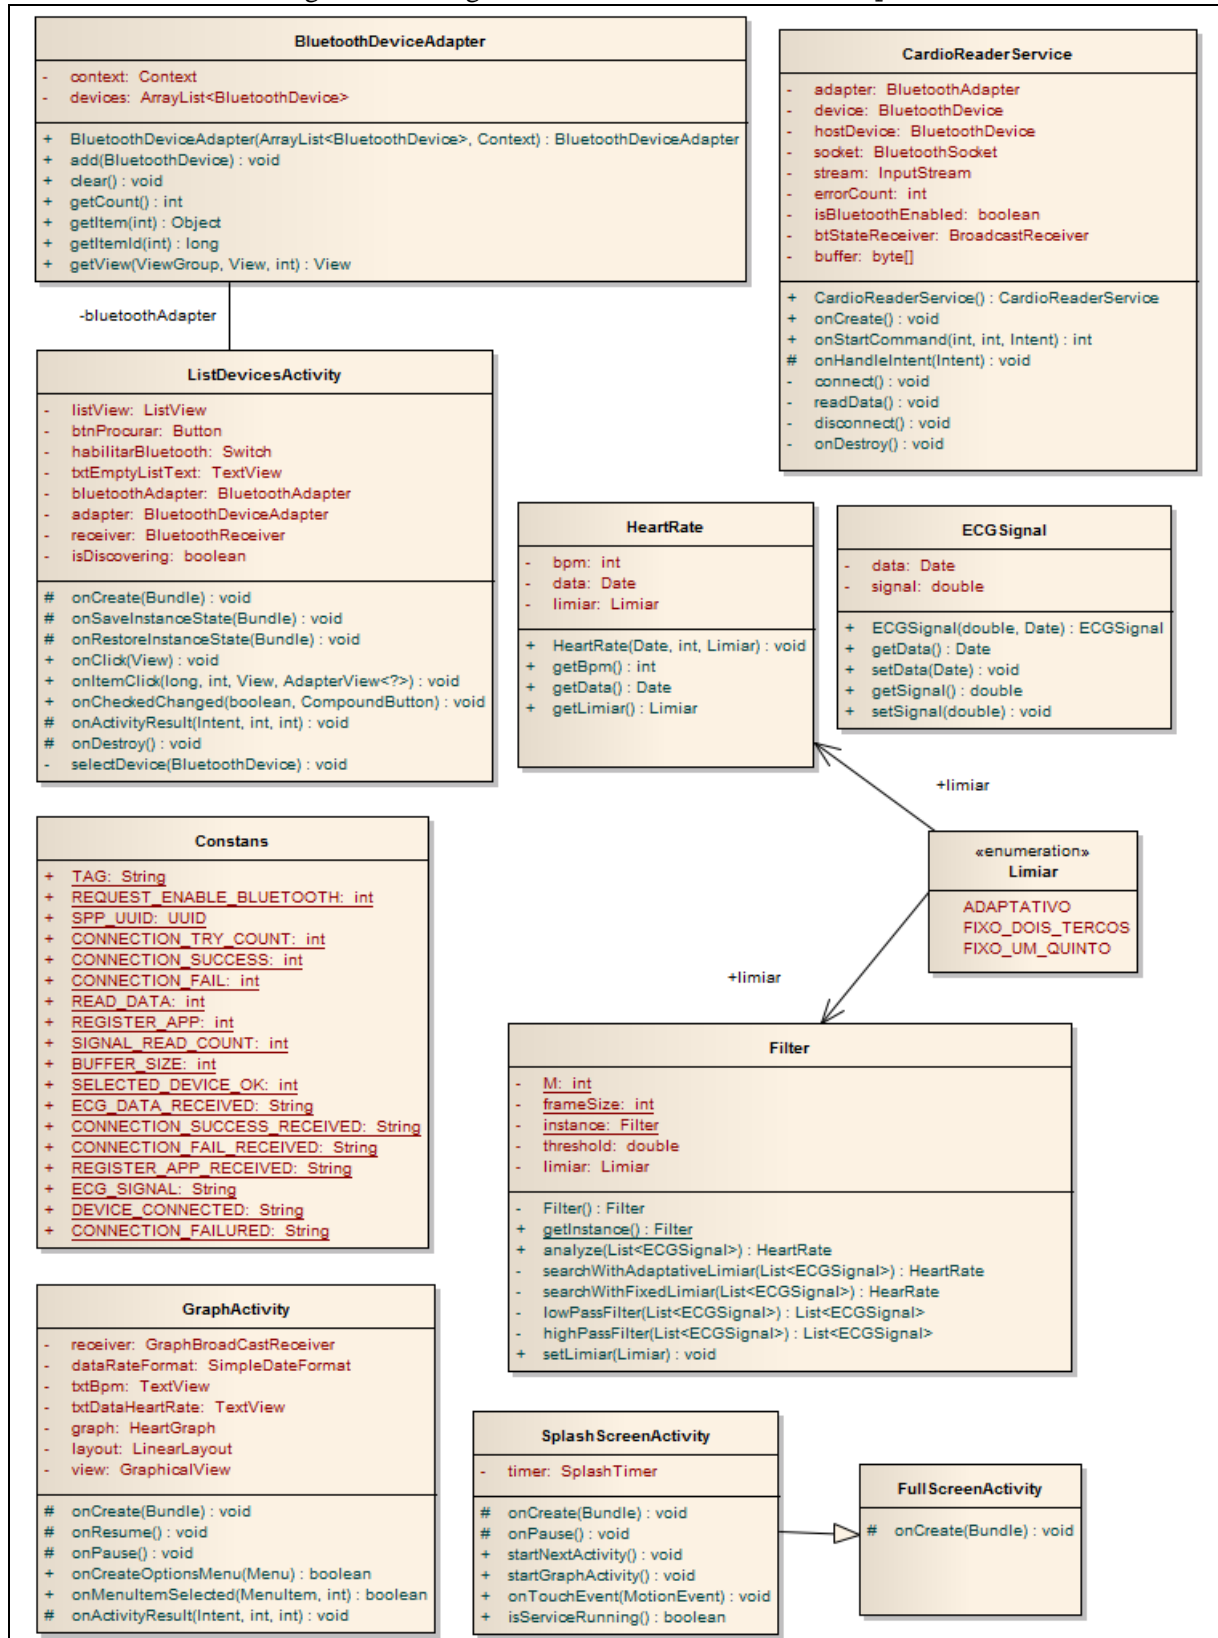 BluetoothDeviceAdapter
- context: Context
- devices: ArrayList<BluetoothDevice>
+ BluetoothDeviceAdapter(ArrayList<BluetoothDevice>, Context) : BluetoothDeviceAdapter
+ add(BluetoothDevice) : void
+ clear() : void
+ getCount() : int
+ getItem(int) : Object
+ getItemId(int) : long
+ getView(ViewGroup, View, int) : View
-bluetoothAdapter
CardioReaderService
- adapter: BluetoothAdapter
- device: BluetoothDevice
- hostDevice: BluetoothDevice
- socket: BluetoothSocket
- stream: InputStream
- errorCount: int
- isBluetoothEnabled: boolean
- btStateReceiver: BroadcastReceiver
- buffer: byte[]
+ CardioReaderService() : CardioReaderService
+ onCreate() : void
+ onStartCommand(int, int, Intent) : int
# onHandleIntent(Intent) : void
- connect() : void
- readData() : void
- disconnect() : void
- onDestroy() : void
ListDevicesActivity
- listView: ListView
- btnProcurar: Button
- habilitarBluetooth: Switch
- txtEmptyListText: TextView
- bluetoothAdapter: BluetoothAdapter
- adapter: BluetoothDeviceAdapter
- receiver: BluetoothReceiver
- isDiscovering: boolean
# onCreate(Bundle) : void
# onSaveInstanceState(Bundle) : void
# onRestoreInstanceState(Bundle) : void
+ onClick(View) : void
+ onItemClick(long, int, View, AdapterView<?>) : void
+ onCheckedChanged(boolean, CompoundButton) : void
# onActivityResult(Intent, int, int) : void
# onDestroy() : void
- selectDevice(BluetoothDevice) : void
HeartRate
- bpm: int
- data: Date
- limiar: Limiar
+ HeartRate(Date, int, Limiar) : void
+ getBpm() : int
+ getData() : Date
+ getLimiar() : Limiar
ECGSignal
- data: Date
- signal: double
+ ECGSignal(double, Date) : ECGSignal
+ getData() : Date
+ setData(Date) : void
+ getSignal() : double
+ setSignal(double) : void
+limiar
«enumeration»
Limiar
ADAPTATIVO
FIXO_DOIS_TERCOS
FIXO_UM_QUINTO
+limiar
Constans
+ TAG: String
+ REQUEST_ENABLE_BLUETOOTH: int
+ SPP_UUID: UUID
+ CONNECTION_TRY_COUNT: int
+ CONNECTION_SUCCESS: int
+ CONNECTION_FAIL: int
+ READ_DATA: int
+ REGISTER_APP: int
+ SIGNAL_READ_COUNT: int
+ BUFFER_SIZE: int
+ SELECTED_DEVICE_OK: int
+ ECG_DATA_RECEIVED: String
+ CONNECTION_SUCCESS_RECEIVED: String
+ CONNECTION_FAIL_RECEIVED: String
+ REGISTER_APP_RECEIVED: String
+ ECG_SIGNAL: String
+ DEVICE_CONNECTED: String
+ CONNECTION_FAILURED: String
Filter
- M: int
- frameSize: int
- instance: Filter
- threshold: double
- limiar: Limiar
- Filter() : Filter
+ getInstance() : Filter
+ analyze(List<ECGSignal>) : HeartRate
- searchWithAdaptativeLimiar(List<ECGSignal>) : HeartRate
- searchWithFixedLimiar(List<ECGSignal>) : HearRate
- lowPassFilter(List<ECGSignal>) : List<ECGSignal>
- highPassFilter(List<ECGSignal>) : List<ECGSignal>
+ setLimiar(Limiar) : void
GraphActivity
- receiver: GraphBroadCastReceiver
- dataRateFormat: SimpleDateFormat
- txtBpm: TextView
- txtDataHeartRate: TextView
- graph: HeartGraph
- layout: LinearLayout
- view: GraphicalView
# onCreate(Bundle) : void
# onResume() : void
# onPause() : void
+ onCreateOptionsMenu(Menu) : boolean
+ onMenuItemSelected(MenuItem, int) : boolean
# onActivityResult(Intent, int, int) : void
SplashScreenActivity
- timer: SplashTimer
# onCreate(Bundle) : void
# onPause() : void
+ startNextActivity() : void
+ startGraphActivity() : void
+ onTouchEvent(MotionEvent) : void
+ isServiceRunning() : boolean
FullScreenActivity
# onCreate(Bundle) : void